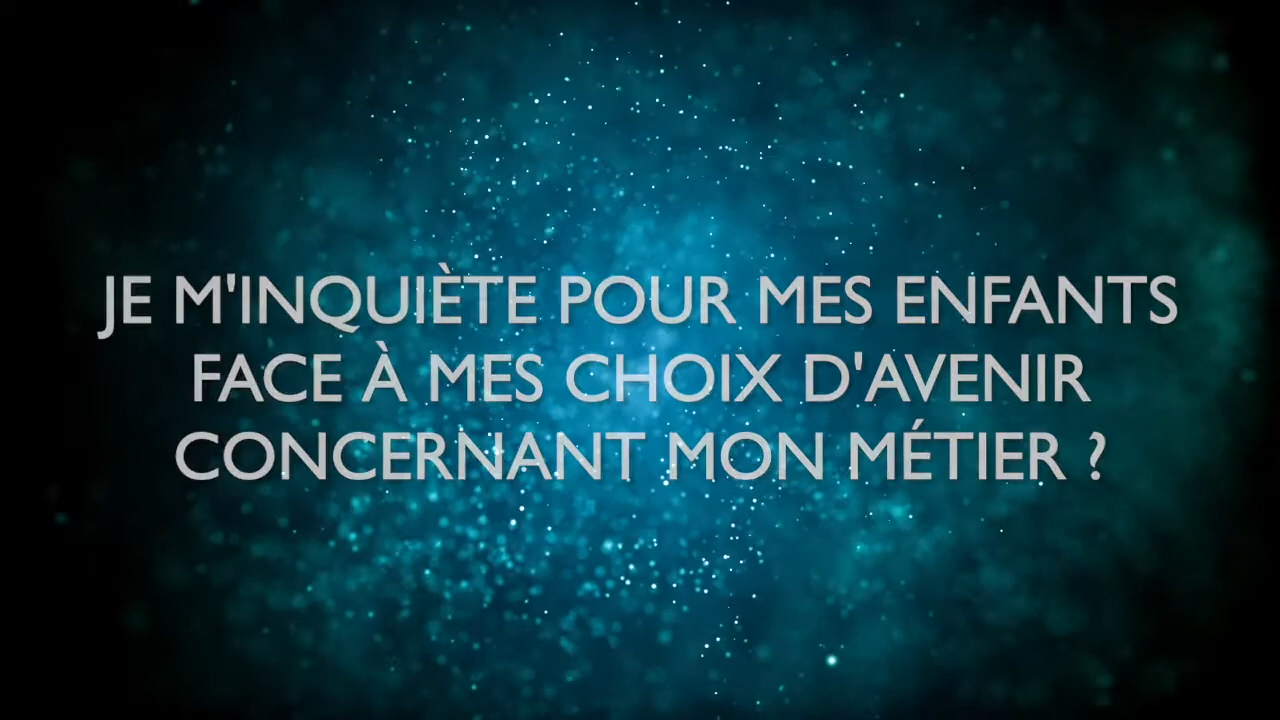 JE M'INQUIÈTE POUR MES ENFANTS
FACE À MES CHOIX D'AVENIR
CONCERNANT MON MÉTIER ?